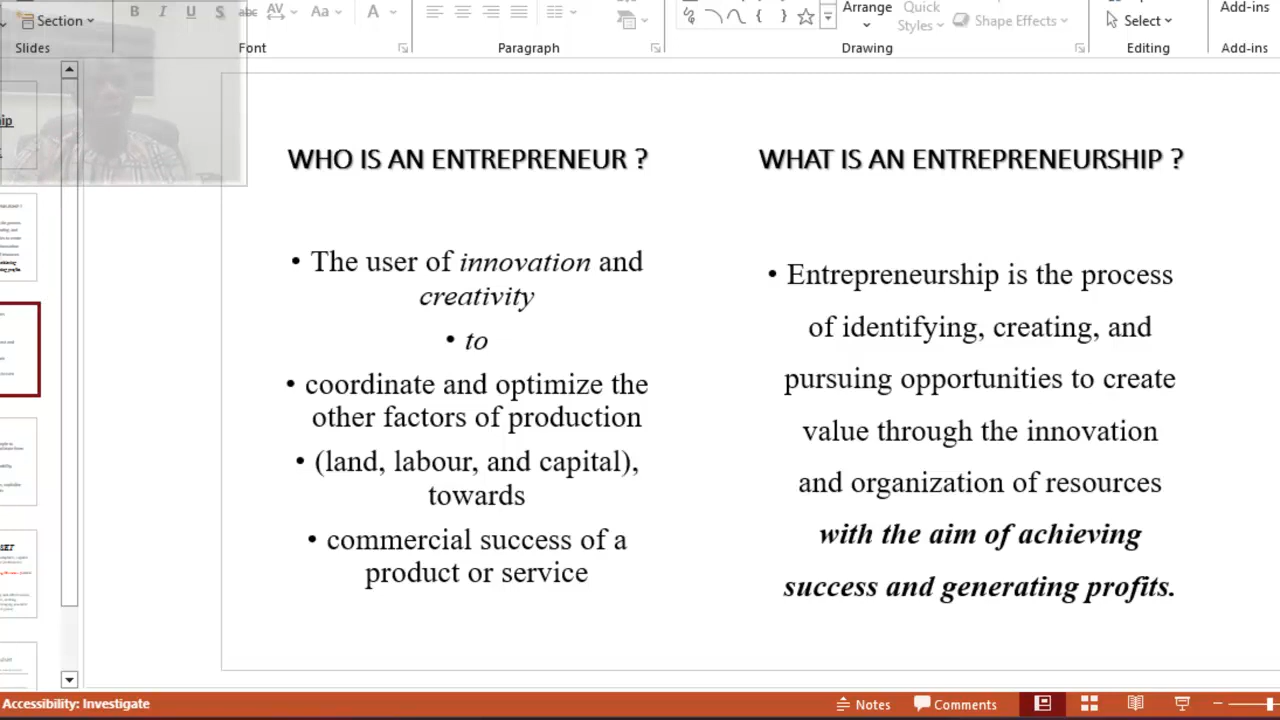 Section
B I U S abc AV Aa A
Arrange
Quick
Styles
Shape Effects
Select
Add-ins
Slides
Font
Paragraph
Drawing
Editing
Add-ins
WHO IS AN ENTREPRENEUR ?
• The user of innovation and
creativity
• to
• coordinate and optimize the
other factors of production
• (land, labour, and capital),
towards
• commercial success of a
product or service
WHAT IS AN ENTREPRENEURSHIP ?
• Entrepreneurship is the process
of identifying, creating, and
pursuing opportunities to create
value through the innovation
and organization of resources
with the aim of achieving
success and generating profits.
Accessibility: Investigate
Notes
Comments